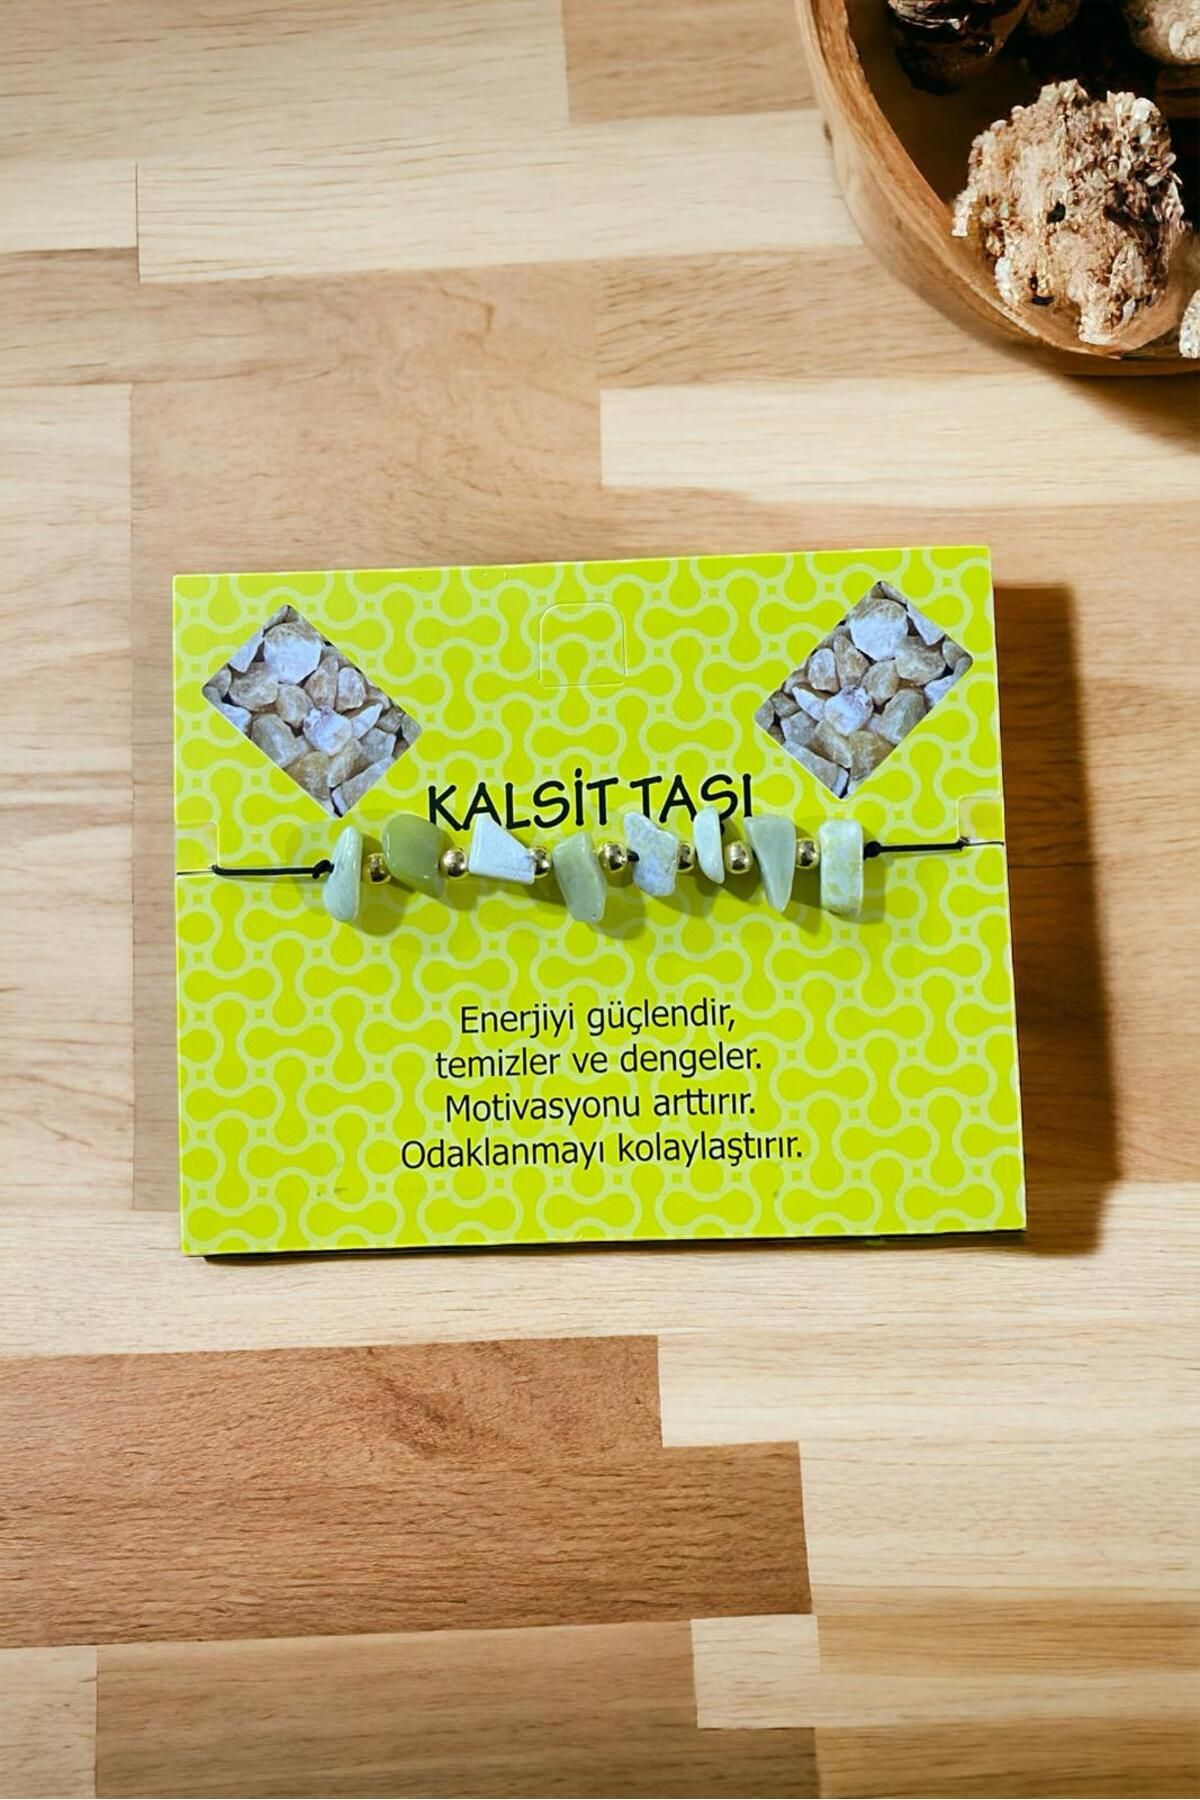 KALSİT TAŞI
Enerjiyi güçlendir,
temizler ve dengeler.
Motivasyonu arttırır.
Odaklanmayı kolaylaştırır.